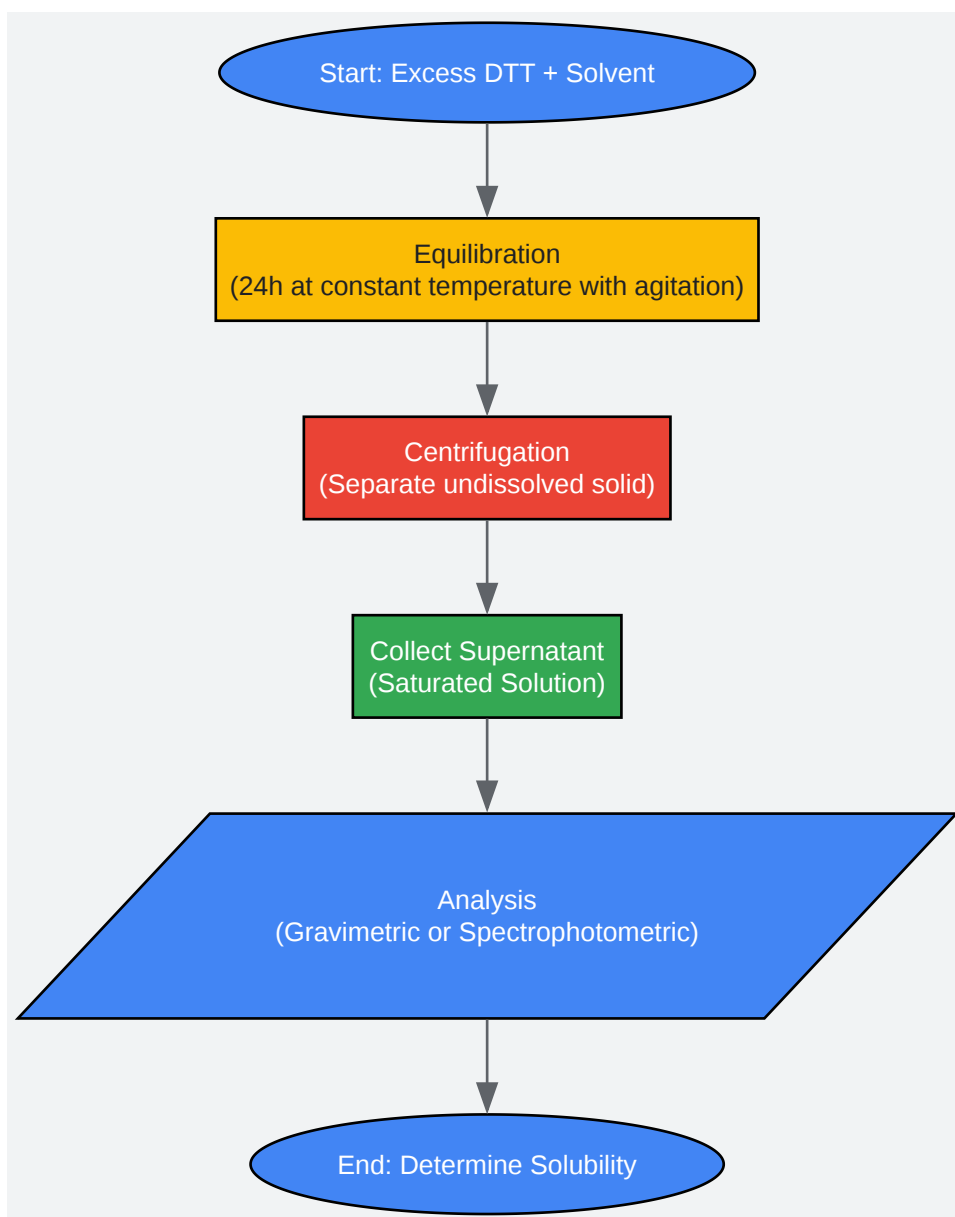 Start: Excess DTT + Solvent
Equilibration
(24h at constant temperature with agitation)
Centrifugation
(Separate undissolved solid)
Collect Supernatant
(Saturated Solution)
Analysis
(Gravimetric or Spectrophotometric)
End: Determine Solubility